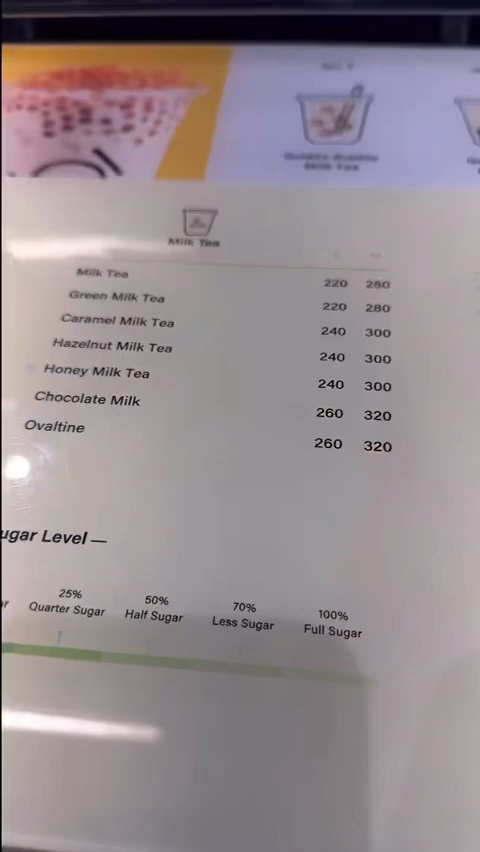 Milk Tea
Milk Tea 220 280
Green Milk Tea 220 280
Caramel Milk Tea 240 300
Hazelnut Milk Tea 240 300
Honey Milk Tea 240 300
Chocolate Milk 260 320
Ovaltine 260 320
ugar Level —
25% 50% 70% 100%
Quarter Sugar Half Sugar Less Sugar Full Sugar